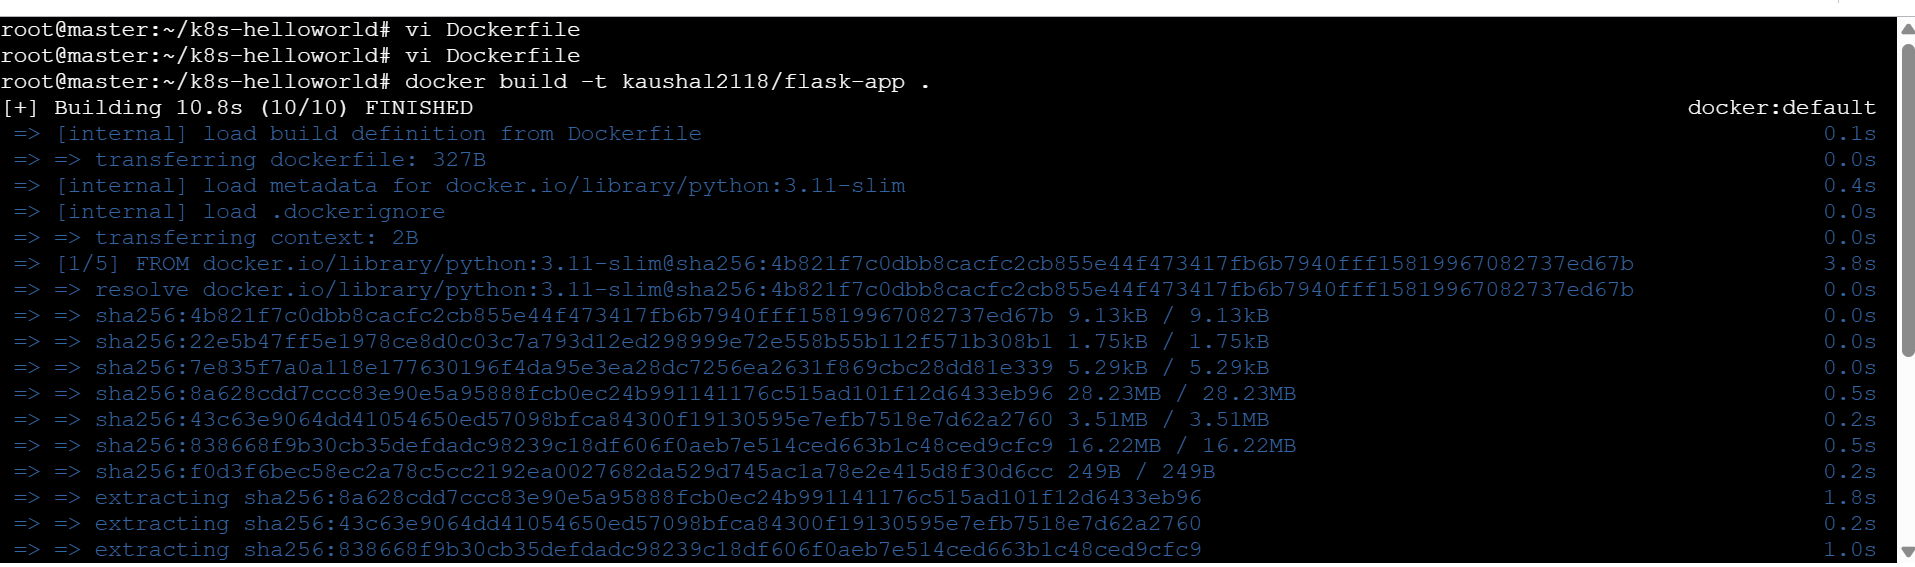 root@master:~/k8s-helloworld# vi Dockerfile
root@master:~/k8s-helloworld# vi Dockerfile
root@master:~/k8s-helloworld# docker build -t kaushal2118/flask-app .
[+] Building 10.8s (10/10) FINISHED docker:default
=> [internal] load build definition from Dockerfile 0.1s
=> => transferring dockerfile: 327B 0.0s
=> [internal] load metadata for docker.io/library/python:3.11-slim 0.4s
=> [internal] load .dockerignore 0.0s
=> => transferring context: 2B 0.0s
=> [1/5] FROM docker.io/library/python:3.11-slim@sha256:4b821f7c0dbb8cacfc2cb855e44f473417fb6b7940fff15819967082737ed67b 3.8s
=> => resolve docker.io/library/python:3.11-slim@sha256:4b821f7c0dbb8cacfc2cb855e44f473417fb6b7940fff15819967082737ed67b 0.0s
=> => sha256:4b821f7c0dbb8cacfc2cb855e44f473417fb6b7940fff15819967082737ed67b 9.13kB / 9.13kB 0.0s
=> => sha256:22e5b47ff5e1978ce8d0c03c7a793d12ed298999e72e558b55b112f571b308b1 1.75kB / 1.75kB 0.0s
=> => sha256:7e835f7a0a118e177630196f4da95e3ea28dc7256ea2631f869cbc28dd81e339 5.29kB / 5.29kB 0.0s
=> => sha256:8a628cdd7ccc83e90e5a95888fcb0ec24b991141176c515ad101f12d6433eb96 28.23MB / 28.23MB 0.5s
=> => sha256:43c63e9064dd41054650ed57098bfca84300f19130595e7efb7518e7d62a2760 3.51MB / 3.51MB 0.2s
=> => sha256:838668f9b30cb35defdadc98239c18df606f0aeb7e514ced663b1c48ced9cfc9 16.22MB / 16.22MB 0.5s
=> => sha256:f0d3f6bec58ec2a78c5cc2192ea0027682da529d745ac1a78e2e415d8f30d6cc 249B / 249B 0.2s
=> => extracting sha256:8a628cdd7ccc83e90e5a95888fcb0ec24b991141176c515ad101f12d6433eb96 1.8s
=> => extracting sha256:43c63e9064dd41054650ed57098bfca84300f19130595e7efb7518e7d62a2760 0.2s
=> => extracting sha256:838668f9b30cb35defdadc98239c18df606f0aeb7e514ced663b1c48ced9cfc9 1.0s